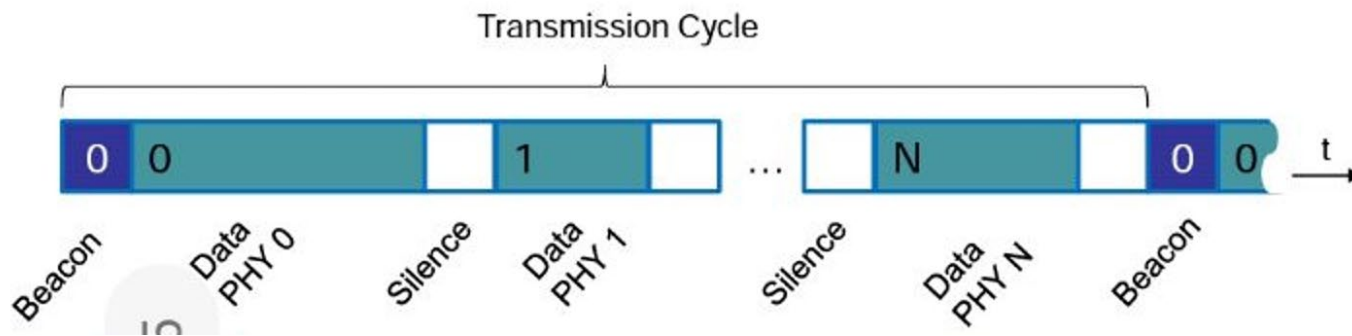 Transmission Cycle
0 0 1 ... N 0 0 t
Beacon
Data
PHY 0
Silence
Data
PHY 1
Silence
Data
PHY N
Beacon